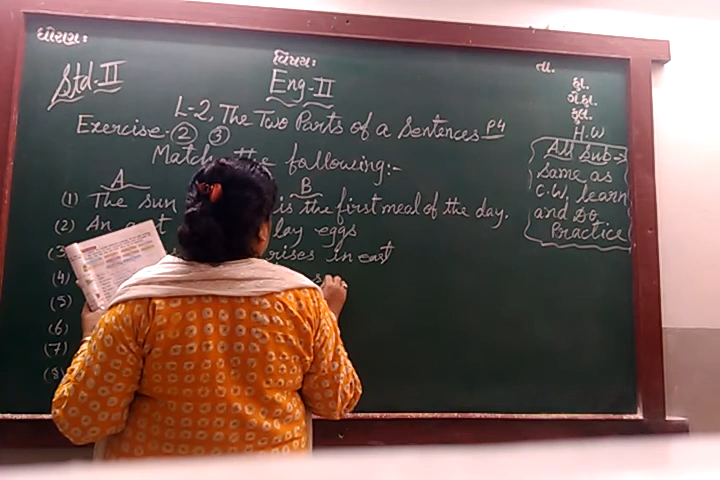 ધોરણઃ
વિષયઃ
તા.
Std-II
Eng-II
હા.
ગે.હા.
કુલ.
L-2, The Two Parts of a Sentences P4
Exercise-② ③
H.W
Match the following:-
All Sub→
Same as
C.W, learn
and Do
Practice
A
B
(1) The sun
is the first meal of the day.
(2) An
lay eggs
(3
rises in east
(4)
(5)
(6)
(7)
(8)